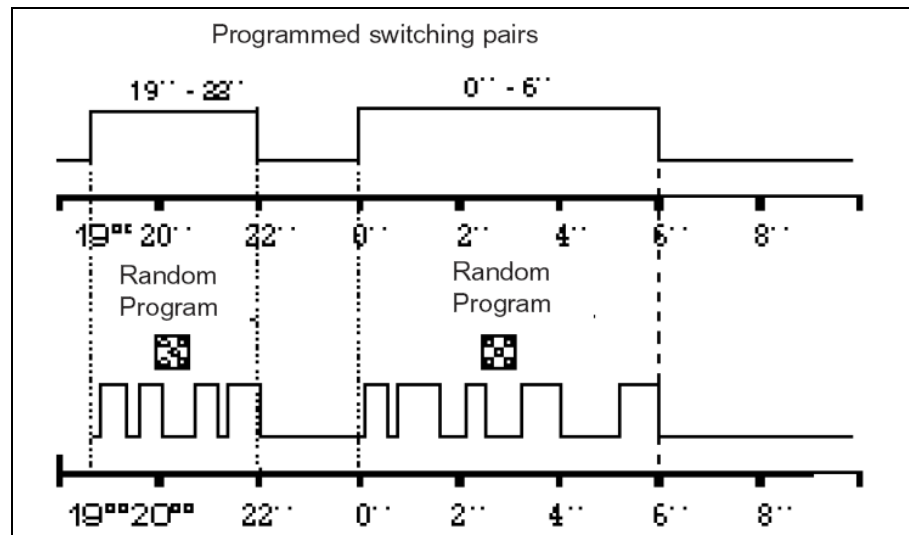 Programmed switching pairs
19¨ - 22¨ 0¨ - 6¨
19°° 20¨ 22¨ 0¨ 2¨ 4¨ 6¨ 8¨
Random Random
Program Program
19°°20°° 22¨ 0¨ 2¨ 4¨ 6¨ 8¨